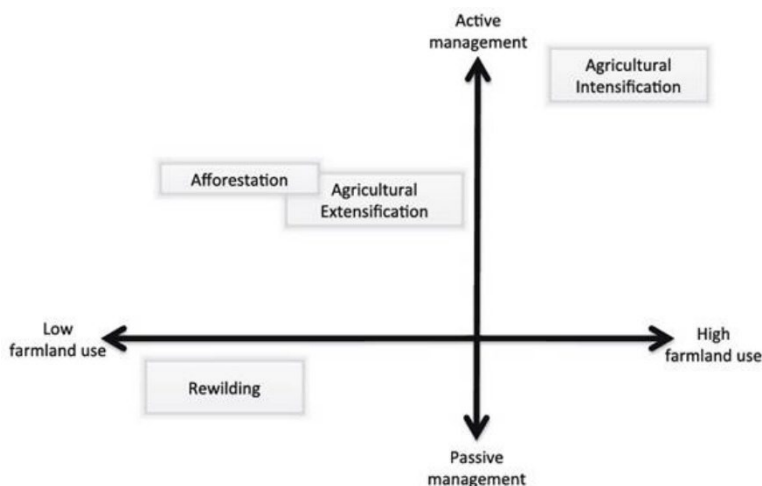 Active
management
Agricultural
Intensification
Afforestation
Agricultural
Extensification
Low
farmland use
High
farmland use
Rewilding
Passive
management